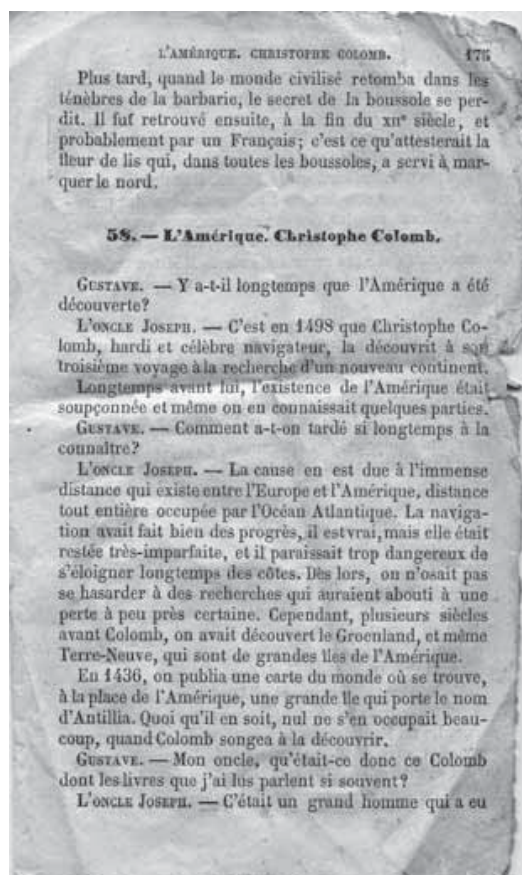 L'AMÉRIQUE. CHRISTOPHE COLOMB. 175
Plus tard, quand le monde civilisé retomba dans les
ténèbres de la barbarie, le secret de la boussole se per-
dit. Il fut retrouvé ensuite, à la fin du XIIe siècle, et
probablement par un Français; c'est ce qu'attesterait la
fleur de lis qui, dans toutes les boussoles, a servi à mar-
quer le nord.
58. — L'Amérique. Christophe Colomb.
GUSTAVE. — Y a-t-il longtemps que l'Amérique a été
découverte?
L'ONCLE JOSEPH. — C'est en 1498 que Christophe Co-
lomb, hardi et célèbre navigateur, la découvrit à son
troisième voyage à la recherche d'un nouveau continent.
Longtemps avant lui, l'existence de l'Amérique était
soupçonnée et même on en connaissait quelques parties.
GUSTAVE. — Comment a-t-on tardé si longtemps à la
connaître?
L'ONCLE JOSEPH. — La cause en est due à l'immense
distance qui existe entre l'Europe et l'Amérique, distance
tout entière occupée par l'Océan Atlantique. La naviga-
tion avait fait bien des progrès, il est vrai, mais elle était
restée très-imparfaite, et il paraissait trop dangereux de
s'éloigner longtemps des côtes. Dès lors, on n'osait pas
se hasarder à des recherches qui auraient abouti à une
perte à peu près certaine. Cependant, plusieurs siècles
avant Colomb, on avait découvert le Groenland, et même
Terre-Neuve, qui sont de grandes îles de l'Amérique.
En 1436, on publia une carte du monde où se trouve,
à la place de l'Amérique, une grande île qui porte le nom
d'Antillia. Quoi qu'il en soit, nul ne s'en occupait beau-
coup, quand Colomb songea à la découvrir.
GUSTAVE. — Mon oncle, qu'était-ce donc ce Colomb
dont les livres que j'ai lus parlent si souvent?
L'ONCLE JOSEPH. — C'était un grand homme qui a eu